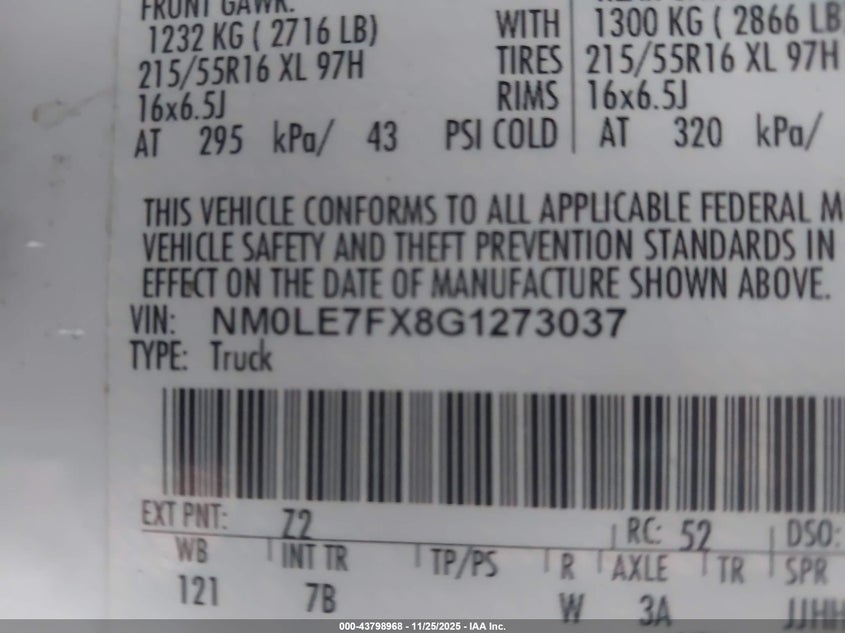 FRONT GAWR:
1232 KG ( 2716 LB) WITH 1300 KG ( 2866 LB
215/55R16 XL 97H TIRES 215/55R16 XL 97H
16x6.5J RIMS 16x6.5J
AT 295 kPa/ 43 PSI COLD AT 320 kPa/
THIS VEHICLE CONFORMS TO ALL APPLICABLE FEDERAL M
VEHICLE SAFETY AND THEFT PREVENTION STANDARDS IN
EFFECT ON THE DATE OF MANUFACTURE SHOWN ABOVE.
VIN: NM0LE7FX8G1273037
TYPE: Truck
EXT PNT: Z2 RC: 52 DSO:
WB INT TR TP/PS R AXLE TR SPR
121 7B W 3A JJHH
000-43798968 - 11/25/2025 - IAA Inc.